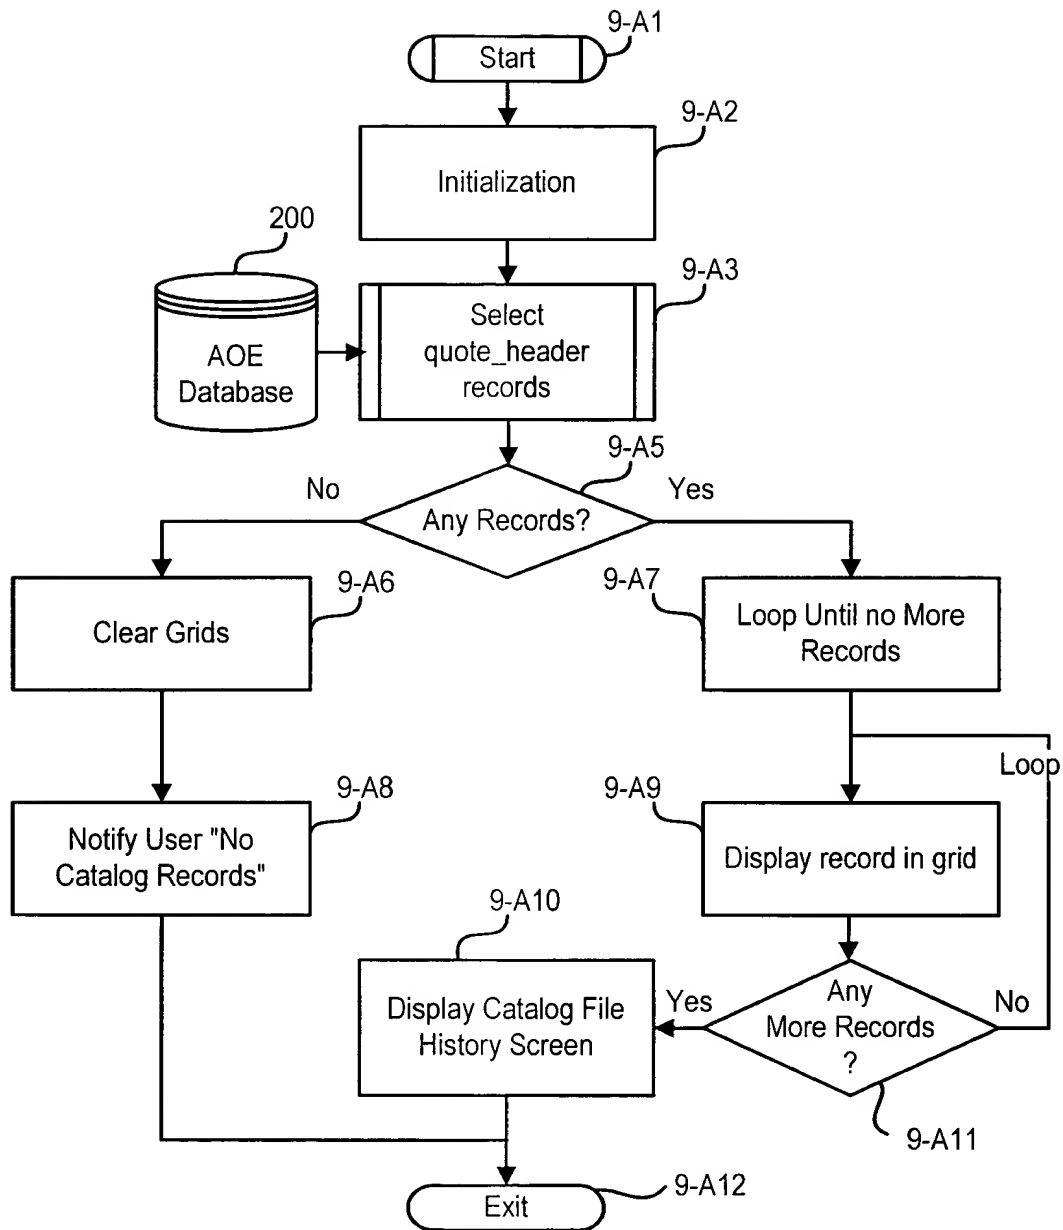 9-A1
Start
9-A2
Initialization
200
9-A3
Select
quote_header
records
AOE
Database
9-A5
No
Yes
Any Records?
9-A6
9-A7
Clear Grids
Loop Until no More
Records
Loop
9-A8
9-A9
Notify User "No
Catalog Records"
Display record in grid
9-A10
Display Catalog File
History Screen
Yes
Any
More Records
?
No
9-A11
9-A12
Exit